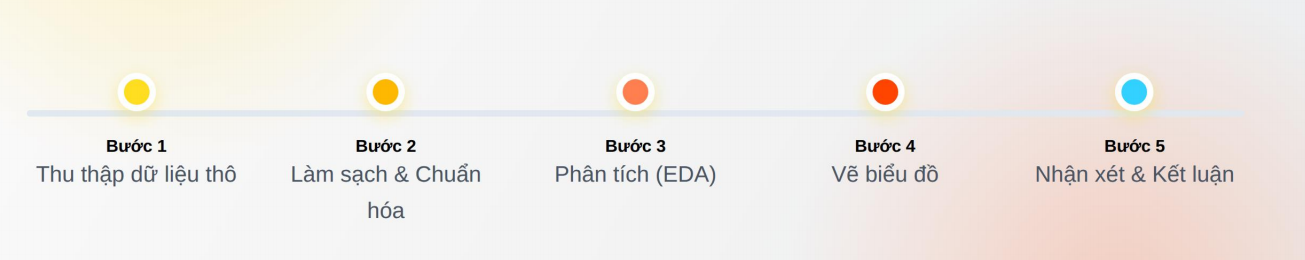 Bước 1
Thu thập dữ liệu thô
Bước 2
Làm sạch & Chuẩn
hóa
Bước 3
Phân tích (EDA)
Bước 4
Vẽ biểu đồ
Bước 5
Nhận xét & Kết luận